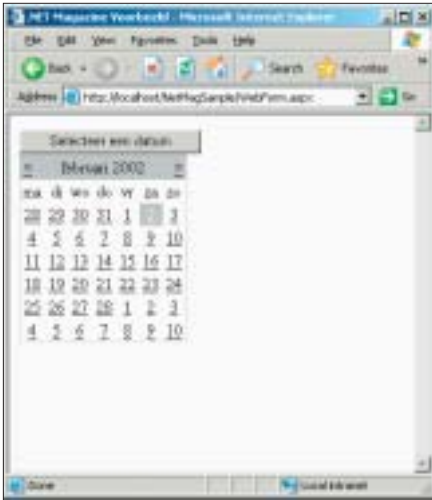 .NET Magazine Voorbeeld - Microsoft Internet Explorer
File Edit View Favorites Tools Help
Back Search Favorites »
Address http://localhost/NetMagSample/WebForm.aspx Go
Selecteer een datum
februari 2002
ma di wo do vr za zo
28 29 30 31 1 2 3
4 5 6 7 8 9 10
11 12 13 14 15 16 17
18 19 20 21 22 23 24
25 26 27 28 1 2 3
4 5 6 7 8 9 10
Done Local intranet